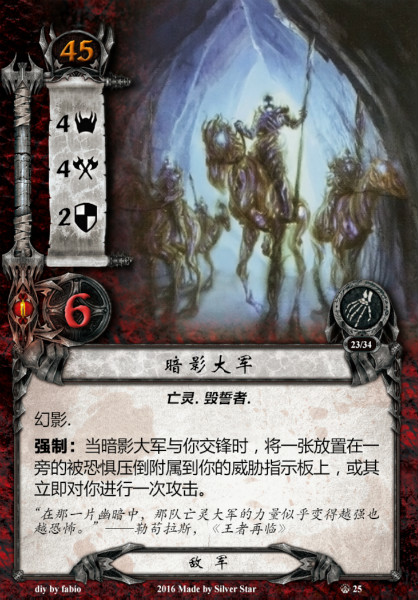 45
4
4
2
6
23/34
暗影大军
亡灵. 毁誓者.
幻影.
强制：当暗影大军与你交锋时，将一张放置在一
旁的被恐惧压倒附属到你的威胁指示板上，或其
立即对你进行一次攻击。
“在那一片幽暗中，那队亡灵大军的力量似乎变得越强也
越恐怖。”——勒苟拉斯，《王者再临》
敌 军
diy by fabio
2016 Made by Silver Star
25